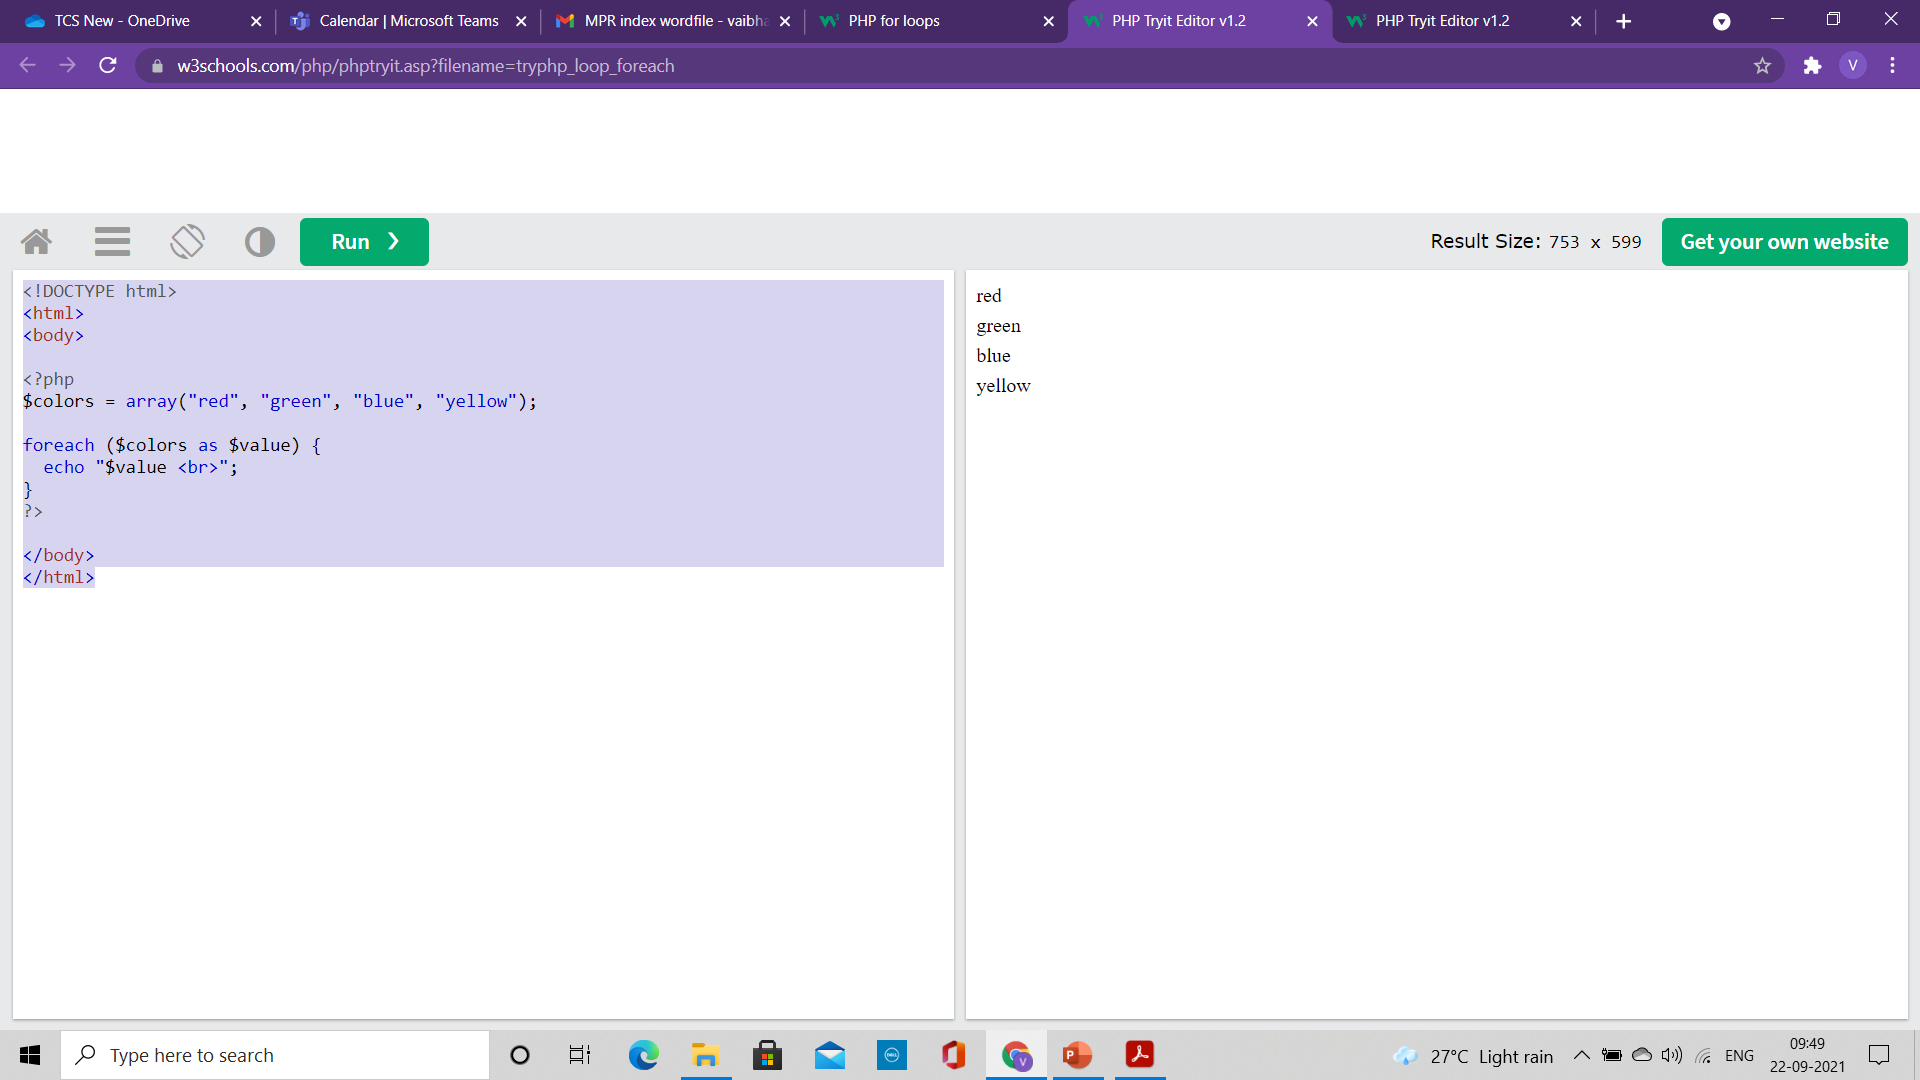 TCS New - OneDrive
Calendar | Microsoft Teams
MPR index wordfile - vaibha
PHP for loops
PHP Tryit Editor v1.2
PHP Tryit Editor v1.2
w3schools.com/php/phptryit.asp?filename=tryphp_loop_foreach
V
Run ❯
Result Size: 753 x 599
Get your own website
<!DOCTYPE html>
<html>
<body>
<?php
$colors = array("red", "green", "blue", "yellow");
foreach ($colors as $value) {
  echo "$value <br>";
}
?>
</body>
</html>
red
green
blue
yellow
Type here to search
DELL
V
P
27°C Light rain
ENG
09:49
22-09-2021